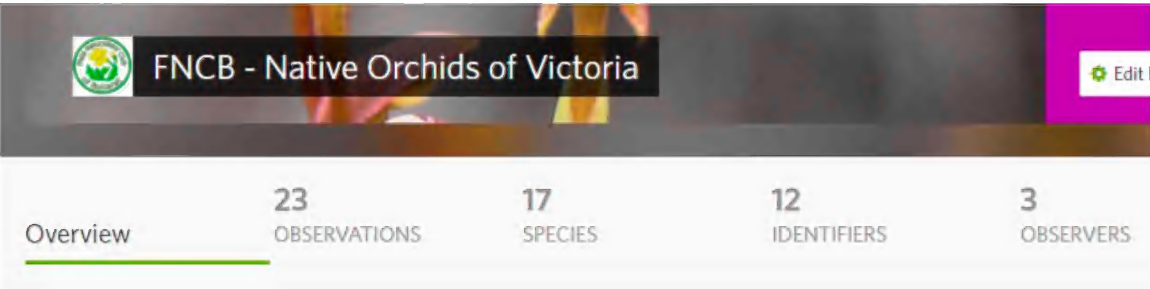 FNCB - Native Orchids of Victoria
Edit
Overview
23
OBSERVATIONS
17
SPECIES
12
IDENTIFIERS
3
OBSERVERS